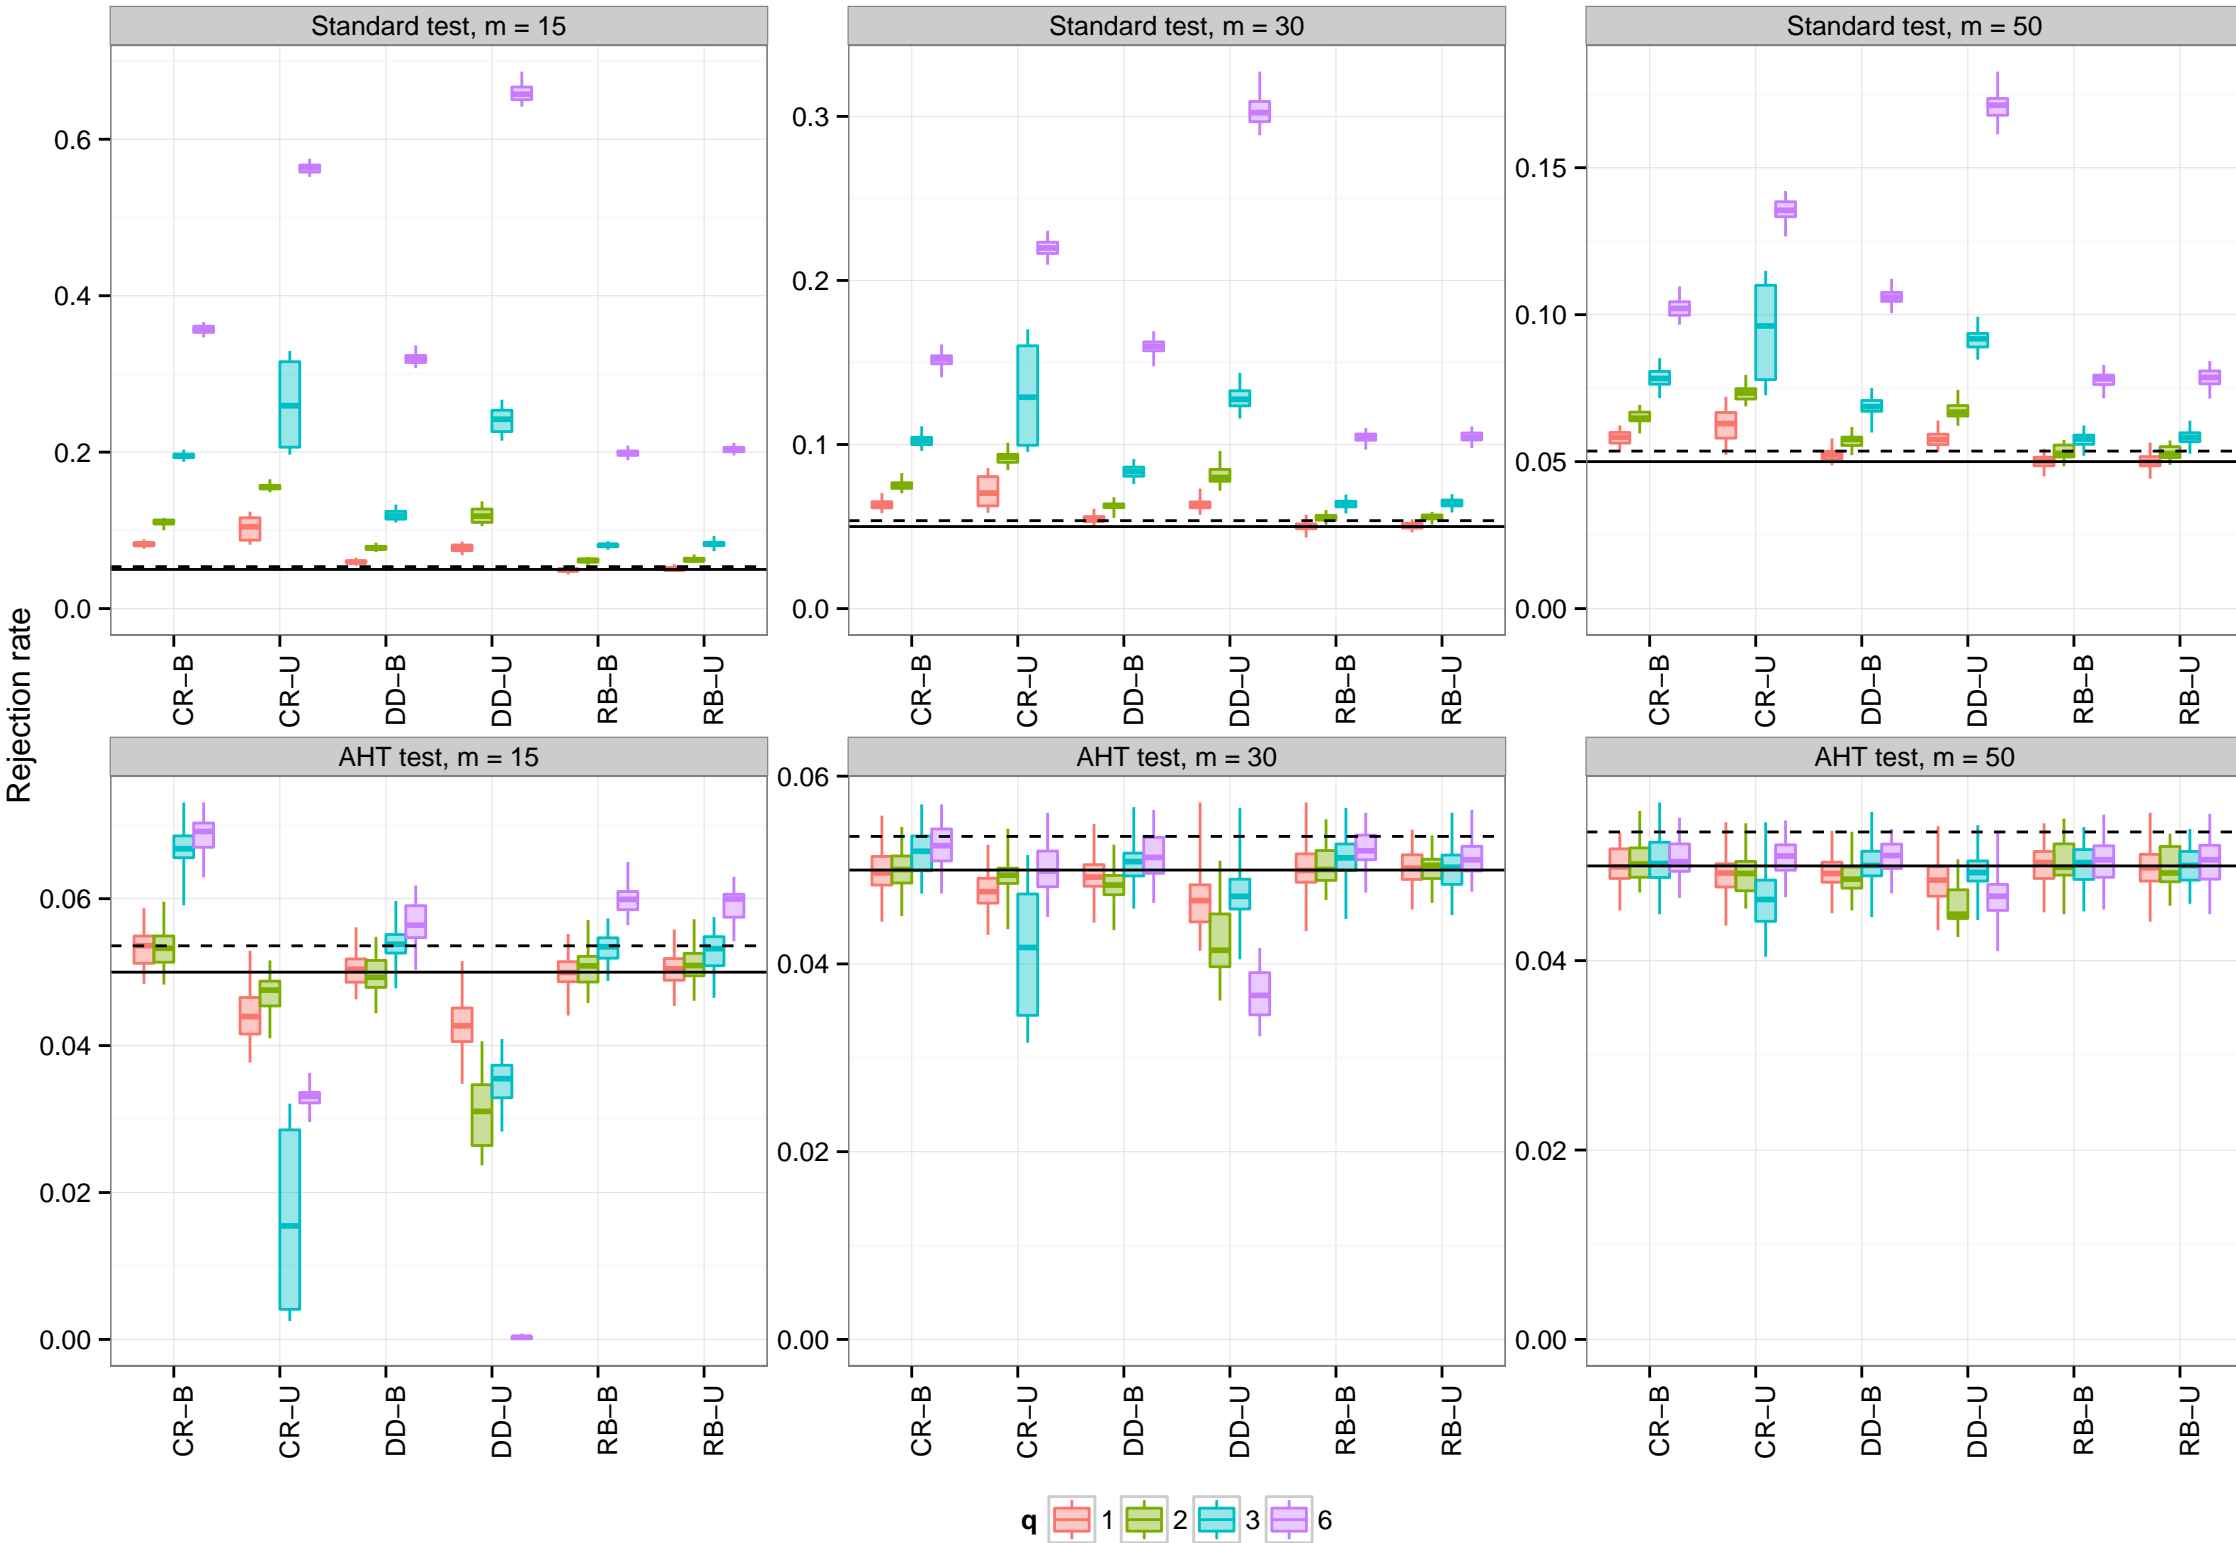 Rejection rate
Standard test, m = 15
0.6
0.4
0.2
0.0
CR−B
CR−U
DD−B
DD−U
RB−B
RB−U
Standard test, m = 30
0.3
0.2
0.1
0.0
CR−B
CR−U
DD−B
DD−U
RB−B
RB−U
Standard test, m = 50
0.15
0.10
0.05
0.00
CR−B
CR−U
DD−B
DD−U
RB−B
RB−U
AHT test, m = 15
0.06
0.04
0.02
0.00
CR−B
CR−U
DD−B
DD−U
RB−B
RB−U
AHT test, m = 30
0.06
0.04
0.02
0.00
CR−B
CR−U
DD−B
DD−U
RB−B
RB−U
AHT test, m = 50
0.04
0.02
0.00
CR−B
CR−U
DD−B
DD−U
RB−B
RB−U
q 1 2 3 6